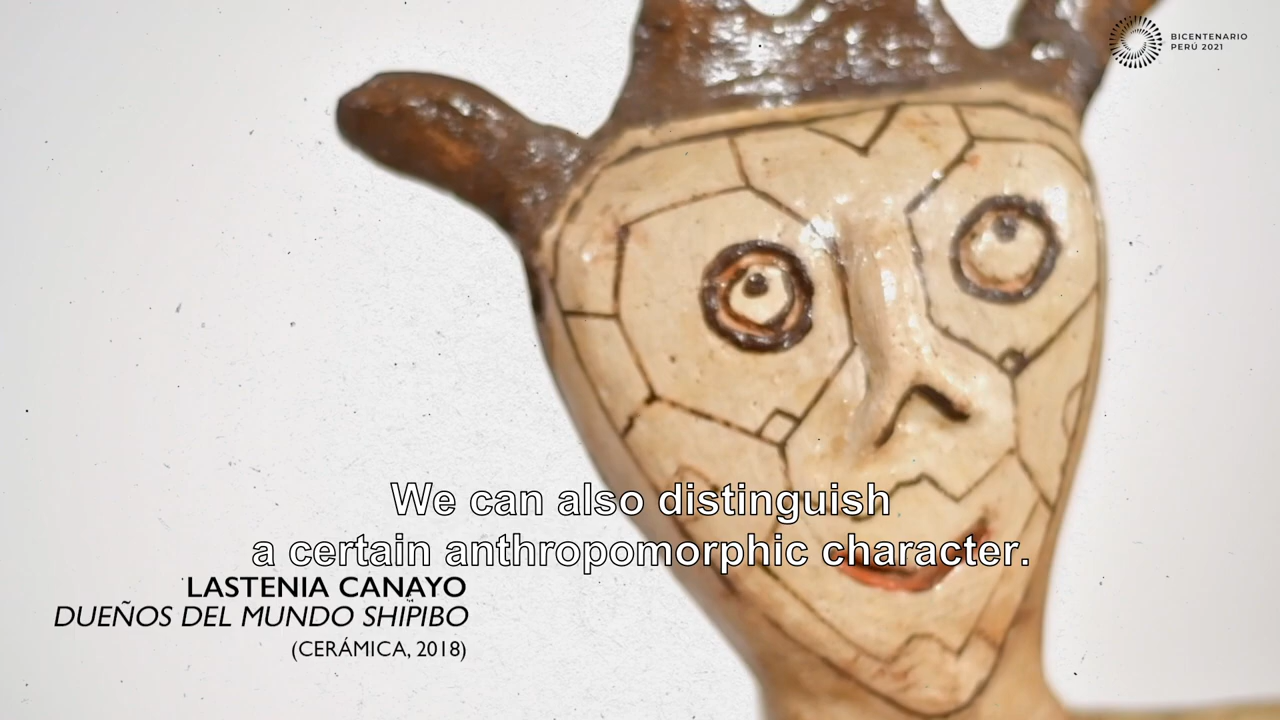 BICENTENARIO
PERÚ 2021
We can also distinguish
a certain anthropomorphic character.
LASTENIA CANAYO
DUEÑOS DEL MUNDO SHIPIBO
(CERÁMICA, 2018)